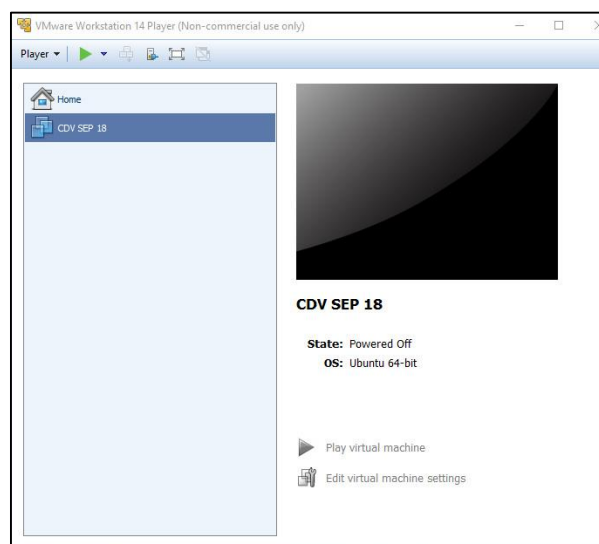 VMware Workstation 14 Player (Non-commercial use only)
Player
Home
CDV SEP 18
CDV SEP 18
State: Powered Off
OS: Ubuntu 64-bit
Play virtual machine
Edit virtual machine settings